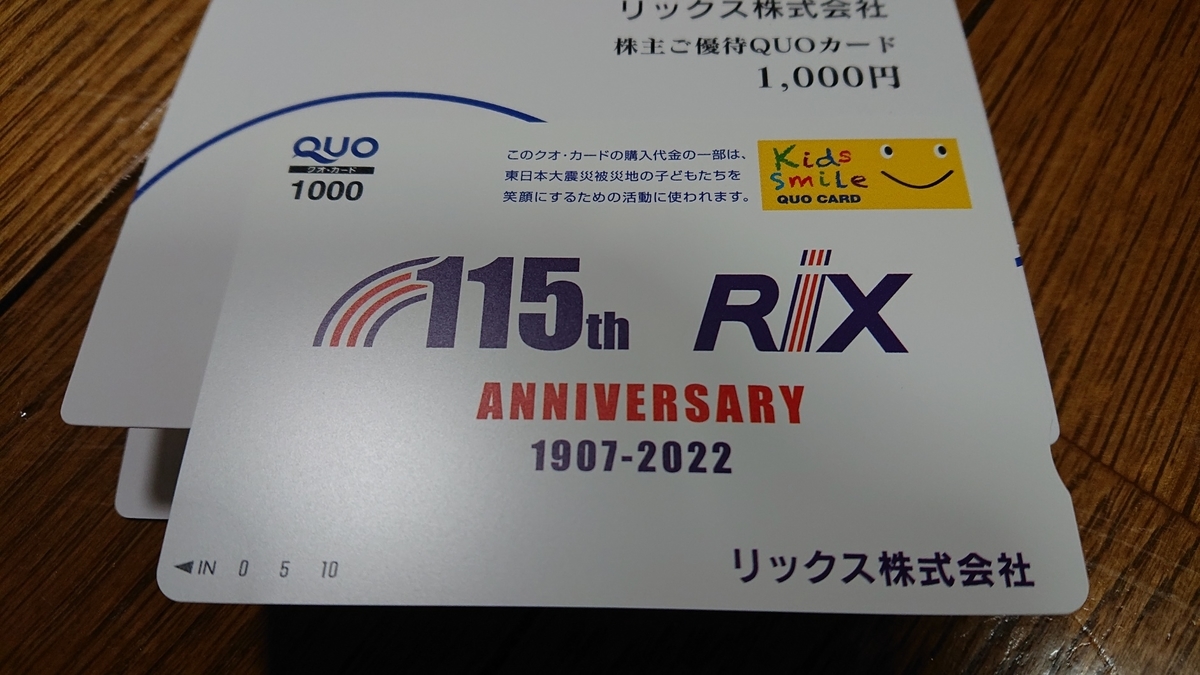 リックス株式会社
株主ご優待QUOカード
1,000円
QUO
クオ・カード
1000
このクオ・カードの購入代金の一部は、
東日本大震災被災地の子どもたちを
笑顔にするための活動に使われます。
Kids
Smile
QUO CARD
115th
RiX
ANNIVERSARY
1907-2022
◀IN 0 5 10
リックス株式会社